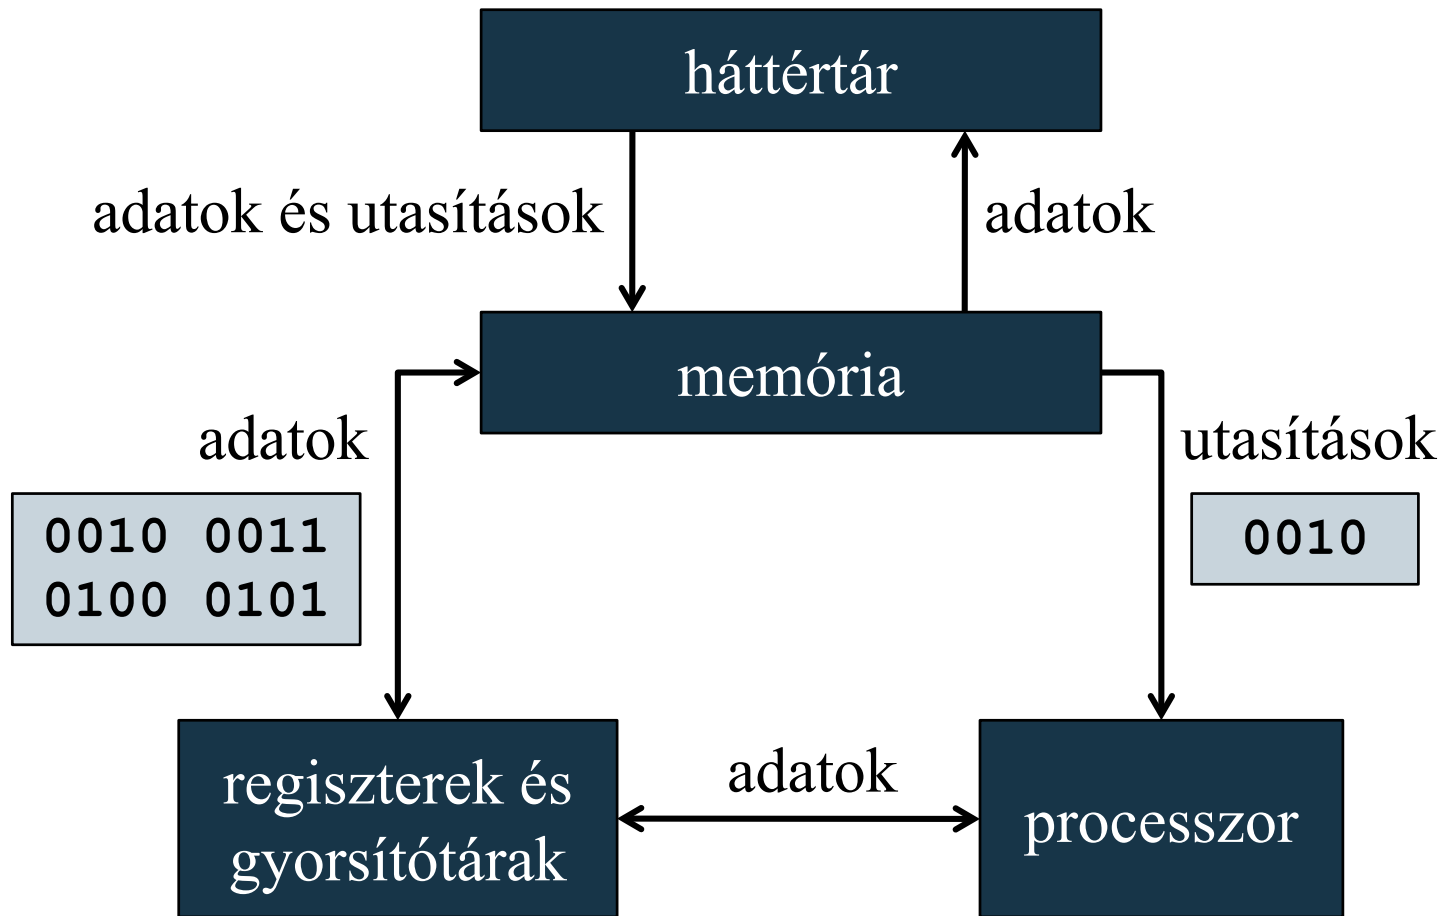 háttértár
adatok és utasítások
adatok
memória
adatok
utasítások
0010 0011
0100 0101
0010
regiszterek és
gyorsítótárak
adatok
processzor